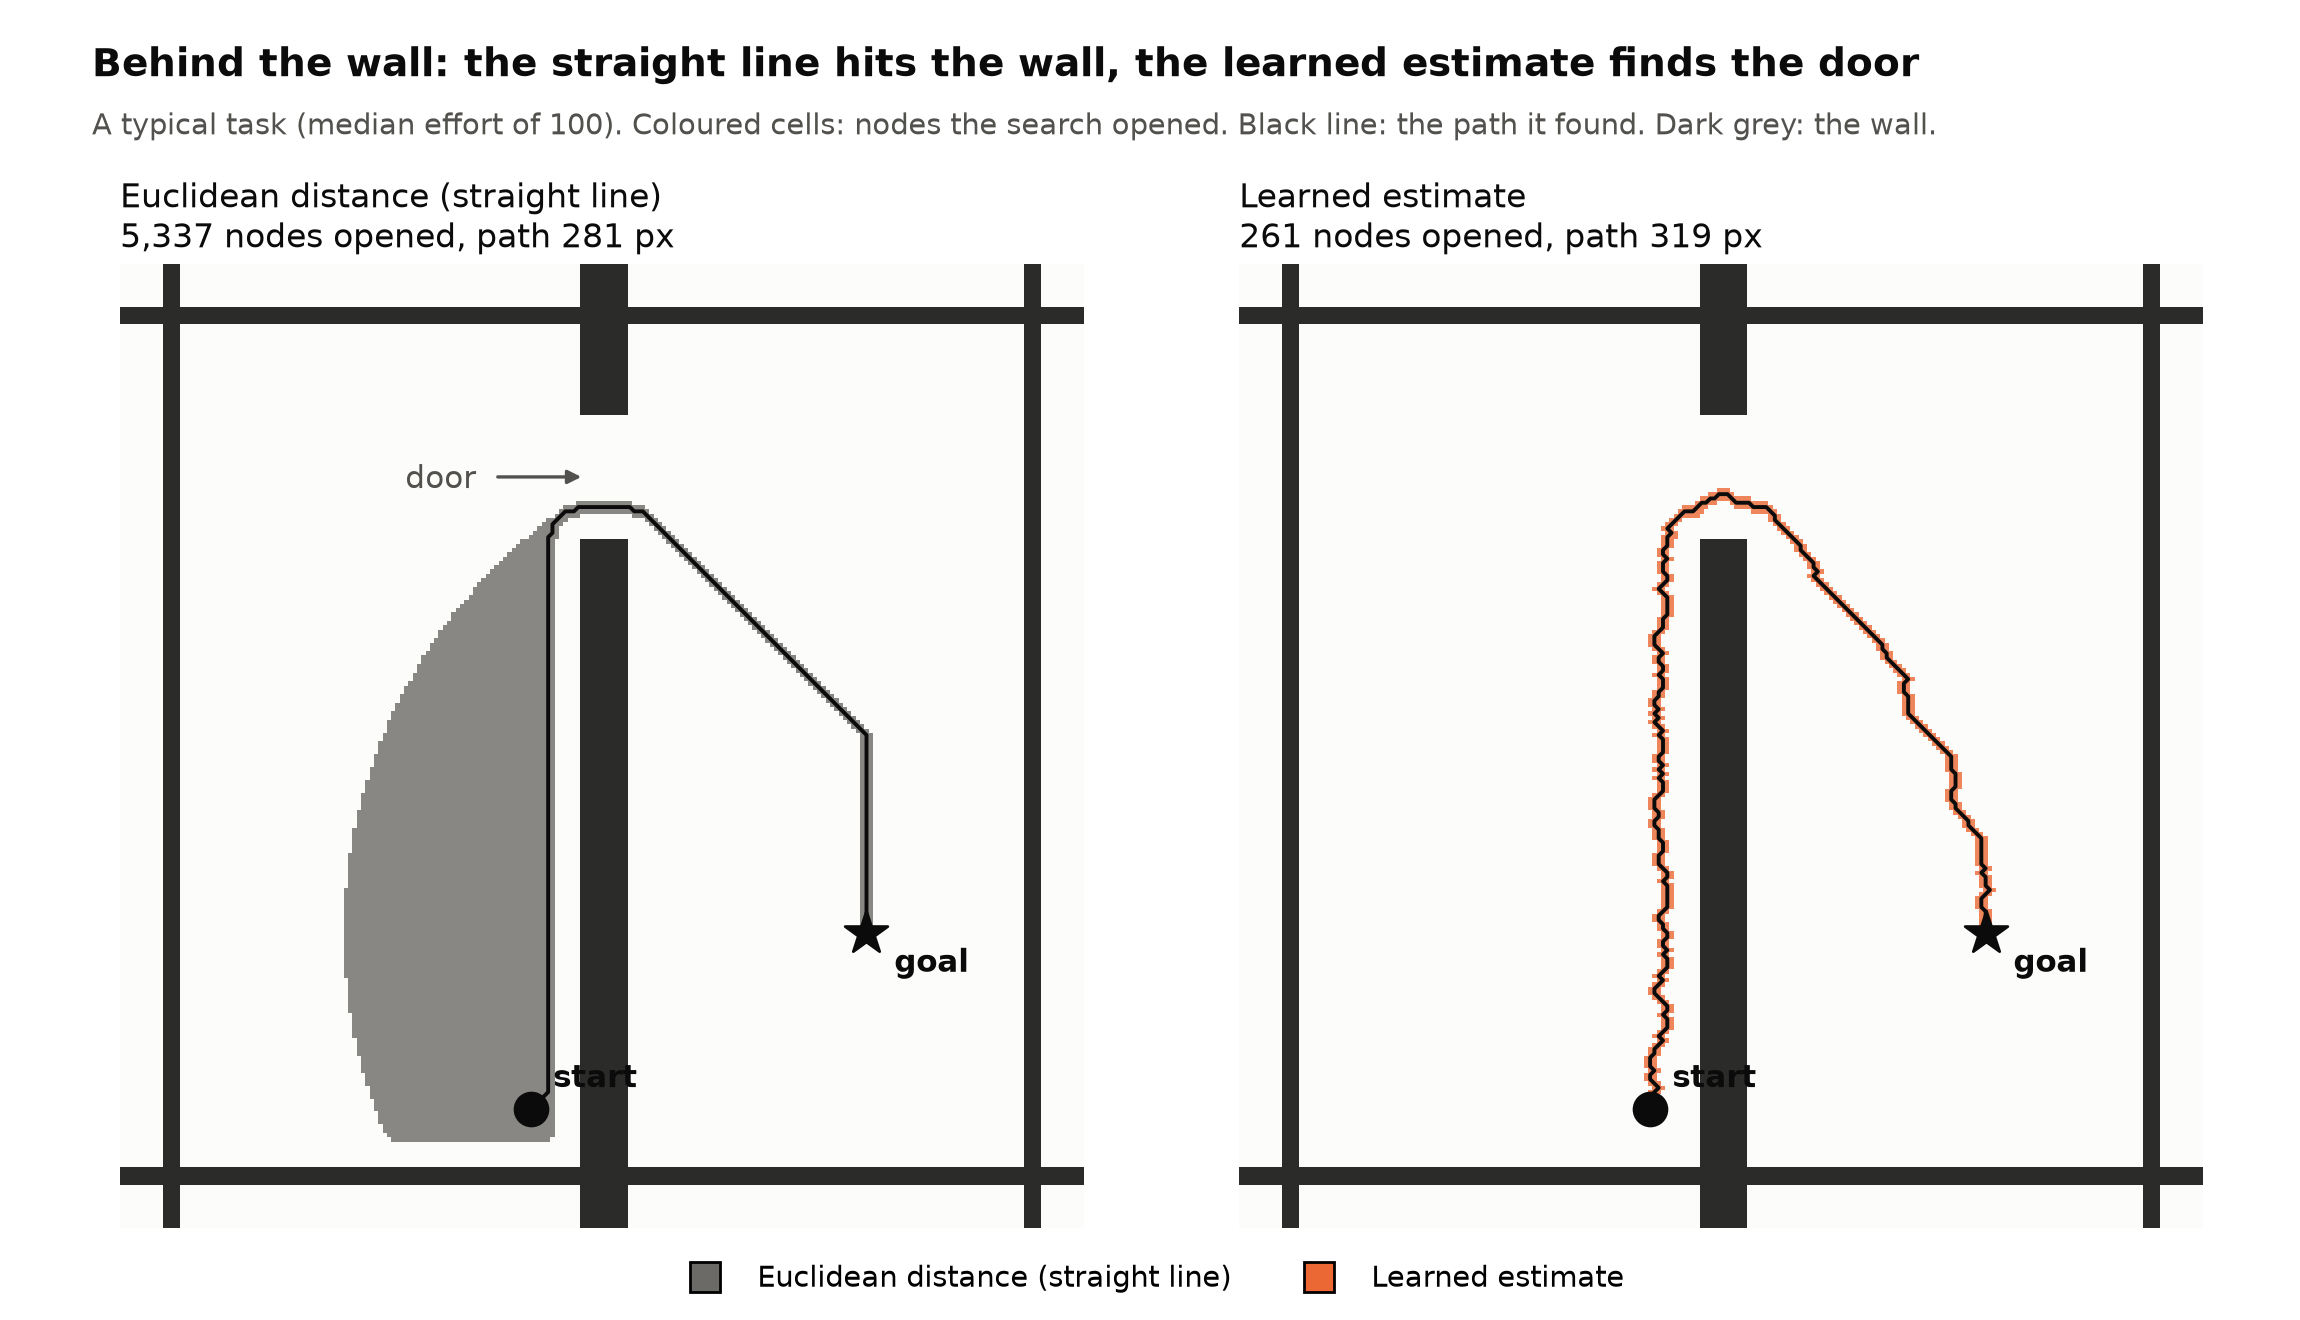 Behind the wall: the straight line hits the wall, the learned estimate finds the door
A typical task (median effort of 100). Coloured cells: nodes the search opened. Black line: the path it found. Dark grey: the wall.
Euclidean distance (straight line)
5,337 nodes opened, path 281 px
door
goal
start
Learned estimate
261 nodes opened, path 319 px
goal
start
Euclidean distance (straight line)
Learned estimate